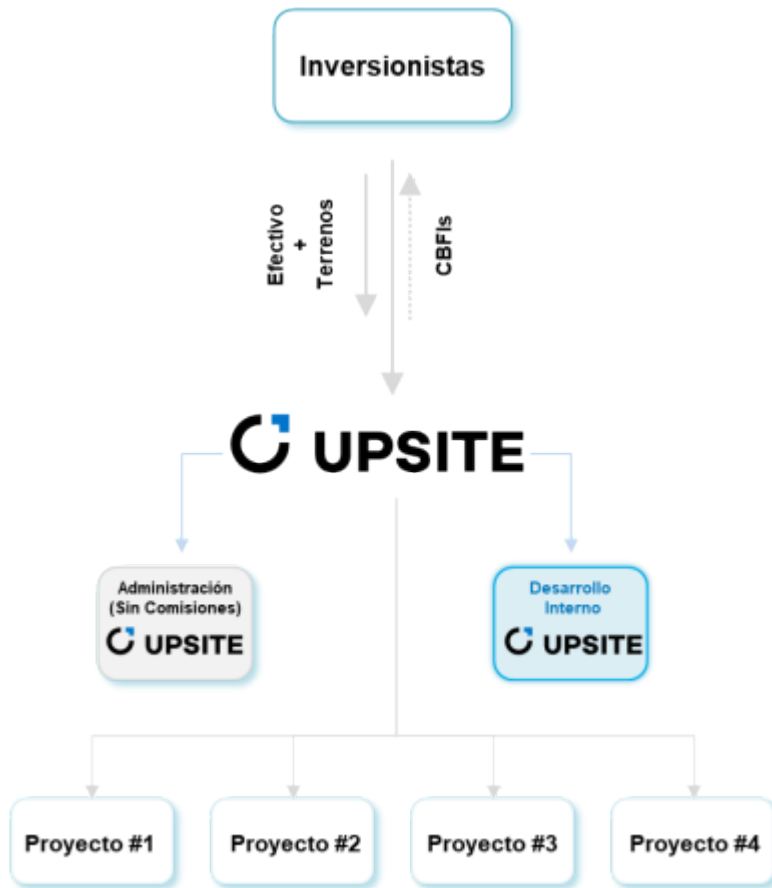 Inversionistas
Efectivo
+
Terrenos
CBFIs
UPSITE
Administración
(Sin Comisiones)
UPSITE
Desarrollo
Interno
UPSITE
Proyecto #1
Proyecto #2
Proyecto #3
Proyecto #4